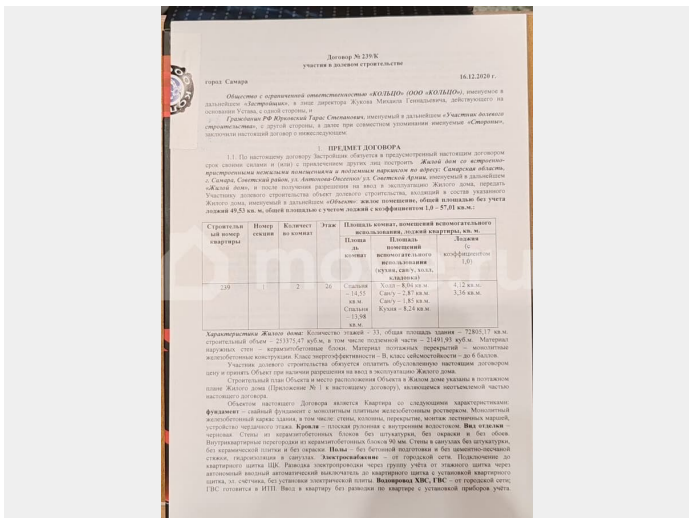 Договор № 239/К
участия в долевом строительстве
город Самара 16.12.2020 г.
Общество с ограниченной ответственностью «КОЛЬЦО» (ООО «КОЛЬЦО»), именуемое в
дальнейшем «Застройщик», в лице директора Жукова Михаила Геннадьевича, действующего на
основании Устава, с одной стороны, и
Гражданин РФ Юрковский Тарас Степанович, именуемый в дальнейшем «Участник долевого
строительства», с другой стороны, а далее при совместном упоминании именуемые «Стороны»,
заключили настоящий договор о нижеследующем.
1. ПРЕДМЕТ ДОГОВОРА
1.1. По настоящему договору Застройщик обязуется в предусмотренный настоящим договором
срок своими силами и (или) с привлечением других лиц построить Жилой дом со встроенно-
пристроенными нежилыми помещениями и подземным паркингом по адресу: Самарская область,
г. Самара, Советский район, ул. Антонова-Овсеенко/ ул. Советской Армии, именуемый в дальнейшем
«Жилой дом», и после получения разрешения на ввод в эксплуатацию Жилого дома, передать
Участнику долевого строительства объект долевого строительства, входящий в состав указанного
Жилого дома, именуемый в дальнейшем «Объект»: жилое помещение, общей площадью без учета
лоджий 49,53 кв. м, общей площадью с учетом лоджий с коэффициентом 1,0 – 57,01 кв.м.:
Строительн
ый номер
квартиры
Номер
секции
Количест
во комнат
Этаж
Площадь комнат, помещений вспомогательного
использования, лоджий квартиры, кв. м.
Площа
дь
комнат
Площадь
помещений
вспомогательного
использования
(кухня, сан/у, холл,
кладовка)
Лоджия
(с
коэффициентом
1,0)
239 1 2 26
Спальня
– 14,55
кв.м.
Спальня
– 13,98
кв.м.
Холл – 8,04 кв.м.
Сан/у – 2,87 кв.м.
Сан/у – 1,85 кв.м.
Кухня – 8,24 кв.м.
4,12 кв.м.
3,36 кв.м.
move.ru
Характеристики Жилого дома: Количество этажей – 33, общая площадь здания – 72805,17 кв.м.
строительный объем – 253375,47 куб.м, в том числе подземной части – 21491,93 куб.м. Материал
наружных стен – керамзитобетонные блоки. Материал поэтажных перекрытий – монолитные
железобетонные конструкции. Класс энергоэффективности – В, класс сейсмостойкости – до 6 баллов.
Участник долевого строительства обязуется оплатить обусловленную настоящим договором
цену и принять Объект при наличии разрешения на ввод в эксплуатацию Жилого дома.
Строительный план Объекта и место расположения Объекта в Жилом доме указаны в поэтажном
плане Жилого дома (Приложение № 1 к настоящему договору), являющемся неотъемлемой частью
настоящего договора.
Объектом настоящего Договора является Квартира со следующими характеристиками:
фундамент – свайный фундамент с монолитным плитным железобетонным ростверком. Монолитный
железобетонный каркас здания, в том числе: стены, колонны, перекрытие, монтаж лестничных маршей,
устройство чердачного этажа. Кровля – плоская рулонная с внутренним водостоком. Вид отделки –
черновая. Стены из керамзитобетонных блоков без штукатурки, без окраски и без обоев.
Внутриквартирные перегородки из керамзитобетонных блоков 90 мм. Стены в санузлах без штукатурки,
без керамической плитки и без окраски. Полы – без бетонной подготовки и без цементно-песчаной
стяжки, гидроизоляция в санузлах. Электроснабжение – от городской сети. Подключение до
квартирного щитка ЩК. Разводка электропроводки через группу учёта от этажного щитка через
автономный вводный автоматический выключатель до квартирного щитка с установкой квартирного
щитка, эл. счётчика, без установки электрической плиты. Водопровод ХВС, ГВС – от городской сети;
ГВС готовится в ИТП. Ввод в квартиру без разводки по квартире с установкой приборов учёта.